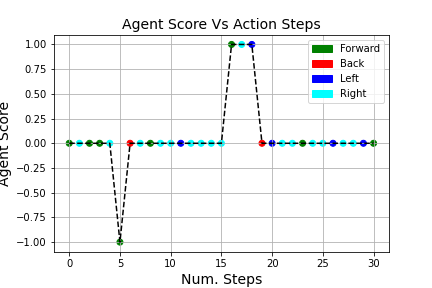 Agent Score Vs Action Steps
Agent Score
1.00
0.75
0.50
0.25
0.00
−0.25
−0.50
−0.75
−1.00
Forward
Back
Left
Right
0 5 10 15 20 25 30
Num. Steps